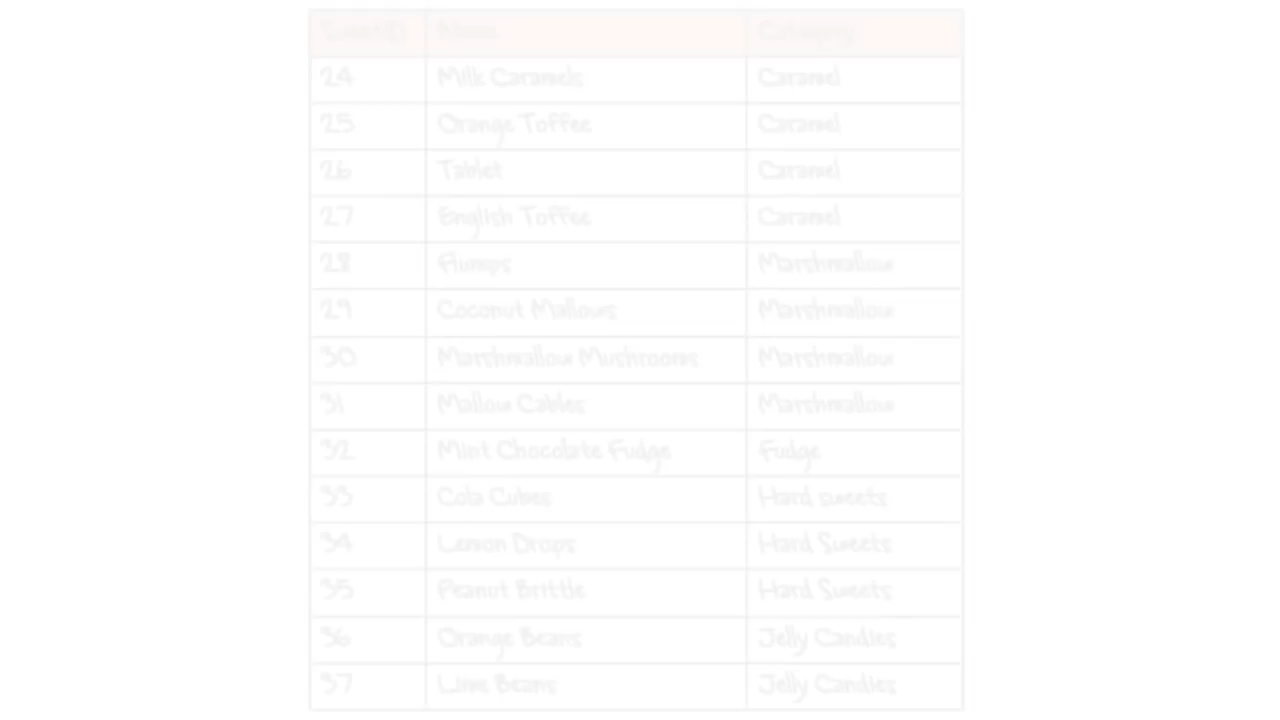 SweetID Name Category
24 Milk Caramels Caramel
25 Orange Toffee Caramel
26 Tablet Caramel
27 English Toffee Caramel
28 Flumps Marshmallow
29 Coconut Mallows Marshmallow
30 Marshmallow Mushrooms Marshmallow
31 Mallow Cables Marshmallow
32 Mint Chocolate Fudge Fudge
33 Cola Cubes Hard sweets
34 Lemon Drops Hard Sweets
35 Peanut Brittle Hard Sweets
36 Orange Beans Jelly Candies
37 Lime Beans Jelly Candies